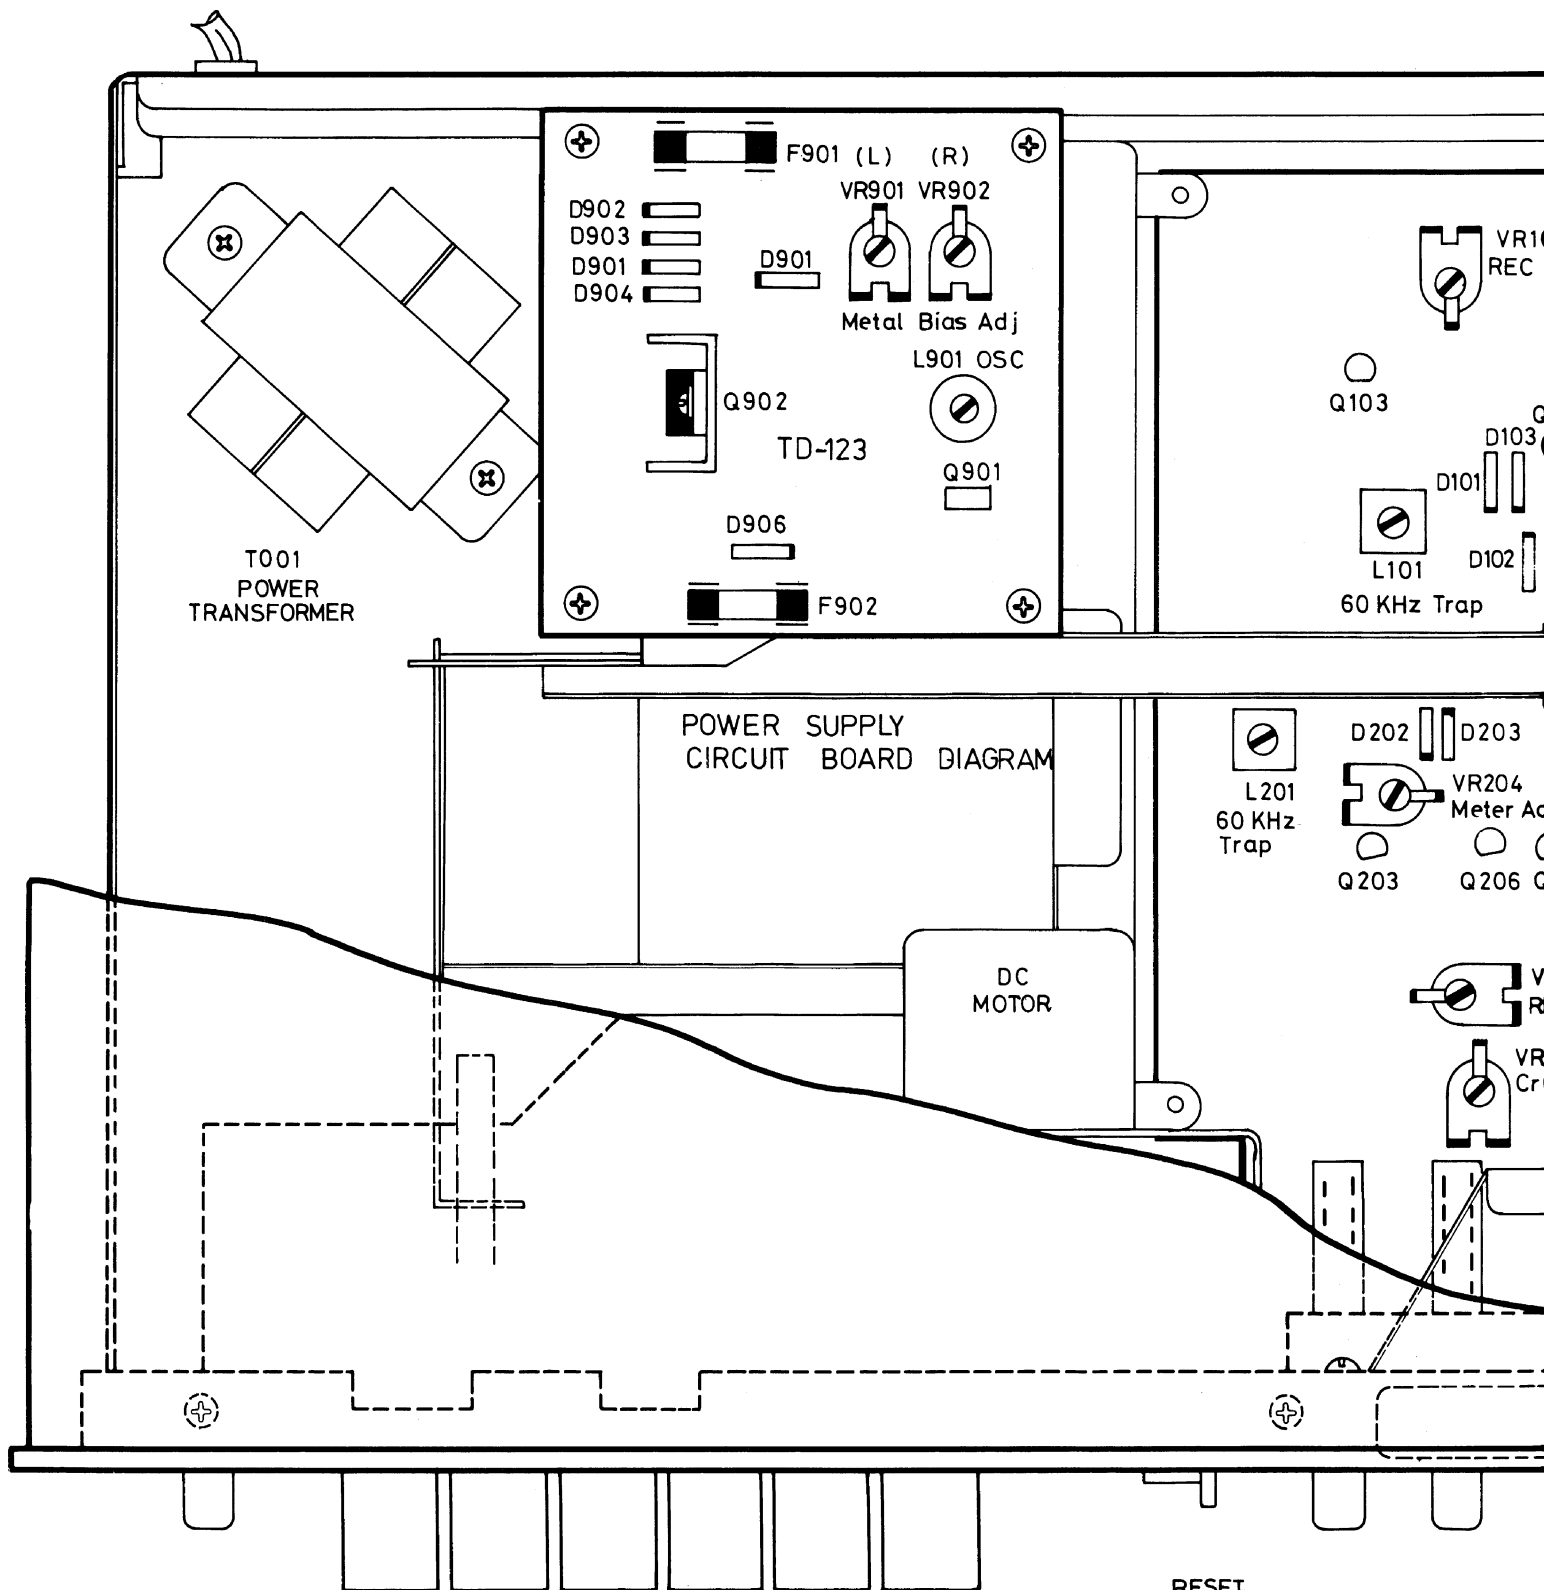 F901 (L) (R)
VR901 VR902
D902
D903
D901
D904
D901
Metal Bias Adj
L901 OSC
Q902
TD-123
Q901
D906
F902
T001
POWER
TRANSFORMER
REC
Q103
D103
D101
D102
L101
60 KHz Trap
POWER SUPPLY
CIRCUIT BOARD DIAGRAM
D202 D203
L201
60 KHz
Trap
VR204
Meter
Q203
Q206
DC
MOTOR
RESET